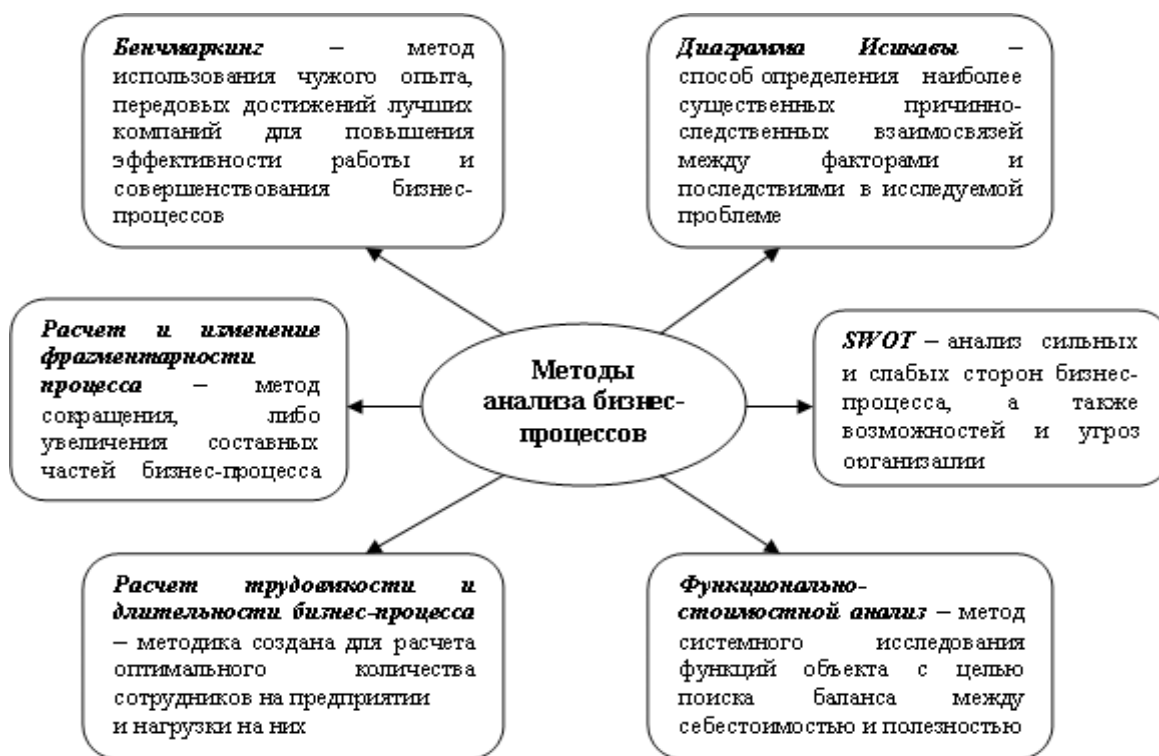 Бенчмаркинг – метод
использования чужого опыта,
передовых достижений лучших
компаний для повышения
эффективности работы и
совершенствования бизнес-
процессов
Диаграмма Исикавы –
способ определения наиболее
существенных причинно-
следственных взаимосвязей
между факторами и
последствиями в исследуемой
проблеме
Расчет и изменение
фрагментарности
процесса – метод
сокращения, либо
увеличения составных
частей бизнес-процесса
Методы
анализа бизнес-
процессов
SWOT – анализ сильных
и слабых сторон бизнес-
процесса, а также
возможностей и угроз
организации
Расчет трудоемкости и
длительности бизнес-процесса
– методика создана для расчета
оптимального количества
сотрудников на предприятии
и нагрузки на них
Функционально-
стоимостной анализ – метод
системного исследования
функций объекта с целью
поиска баланса между
себестоимостью и полезностью